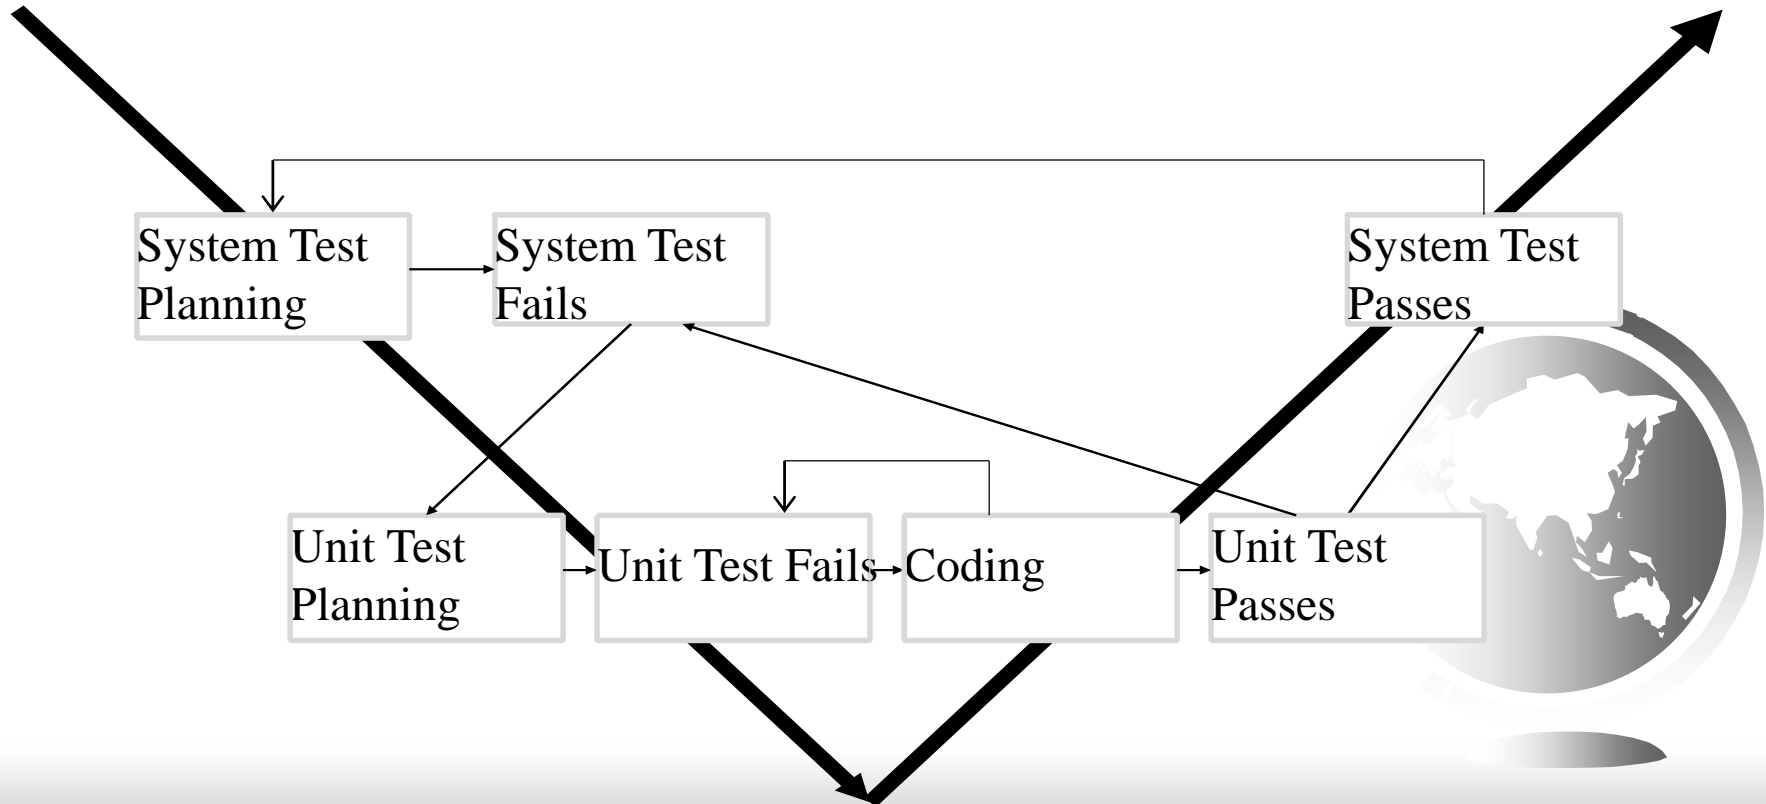 System Test
Planning
System Test
Fails
System Test
Passes
Unit Test
Planning
Unit Test Fails
Coding
Unit Test
Passes